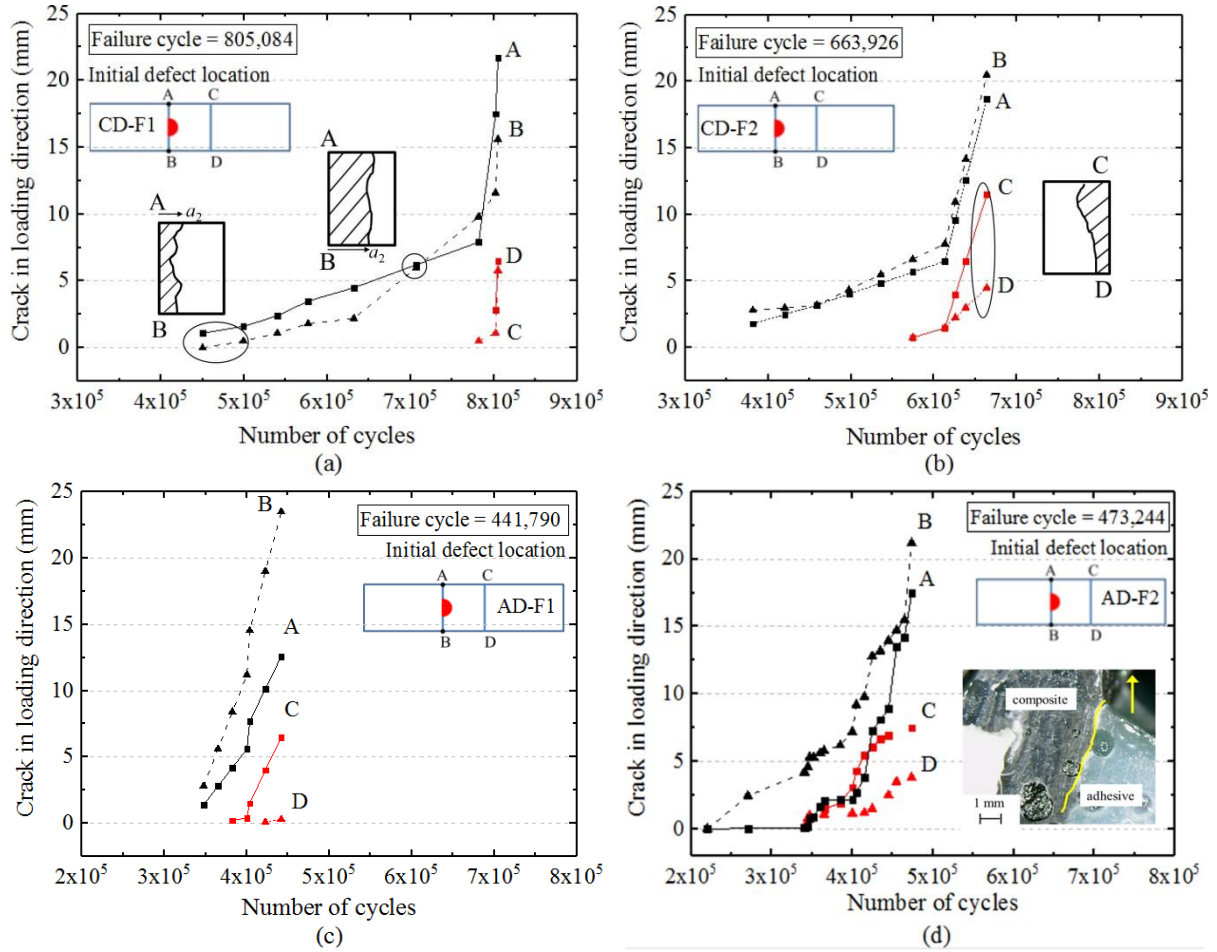 Crack in loading direction (mm)
25
20
15
10
5
0
Failure cycle = 805,084
Initial defect location
A C
CD-F1
B D
A
B
A
a2
B
A
B
a2
D
C
3x10^5 4x10^5 5x10^5 6x10^5 7x10^5 8x10^5 9x10^5
Number of cycles
(a)
Crack in loading direction (mm)
25
20
15
10
5
0
Failure cycle = 663,926
Initial defect location
A C
CD-F2
B D
B
A
C
D
C
D
3x10^5 4x10^5 5x10^5 6x10^5 7x10^5 8x10^5 9x10^5
Number of cycles
(b)
Crack in loading direction (mm)
25
20
15
10
5
0
Failure cycle = 441,790
Initial defect location
A C
AD-F1
B D
B
A
C
D
2x10^5 3x10^5 4x10^5 5x10^5 6x10^5 7x10^5 8x10^5
Number of cycles
(c)
Crack in loading direction (mm)
25
20
15
10
5
0
Failure cycle = 473,244
Initial defect location
A C
AD-F2
B D
B
A
C
D
composite
adhesive
1 mm
2x10^5 3x10^5 4x10^5 5x10^5 6x10^5 7x10^5 8x10^5
Number of cycles
(d)